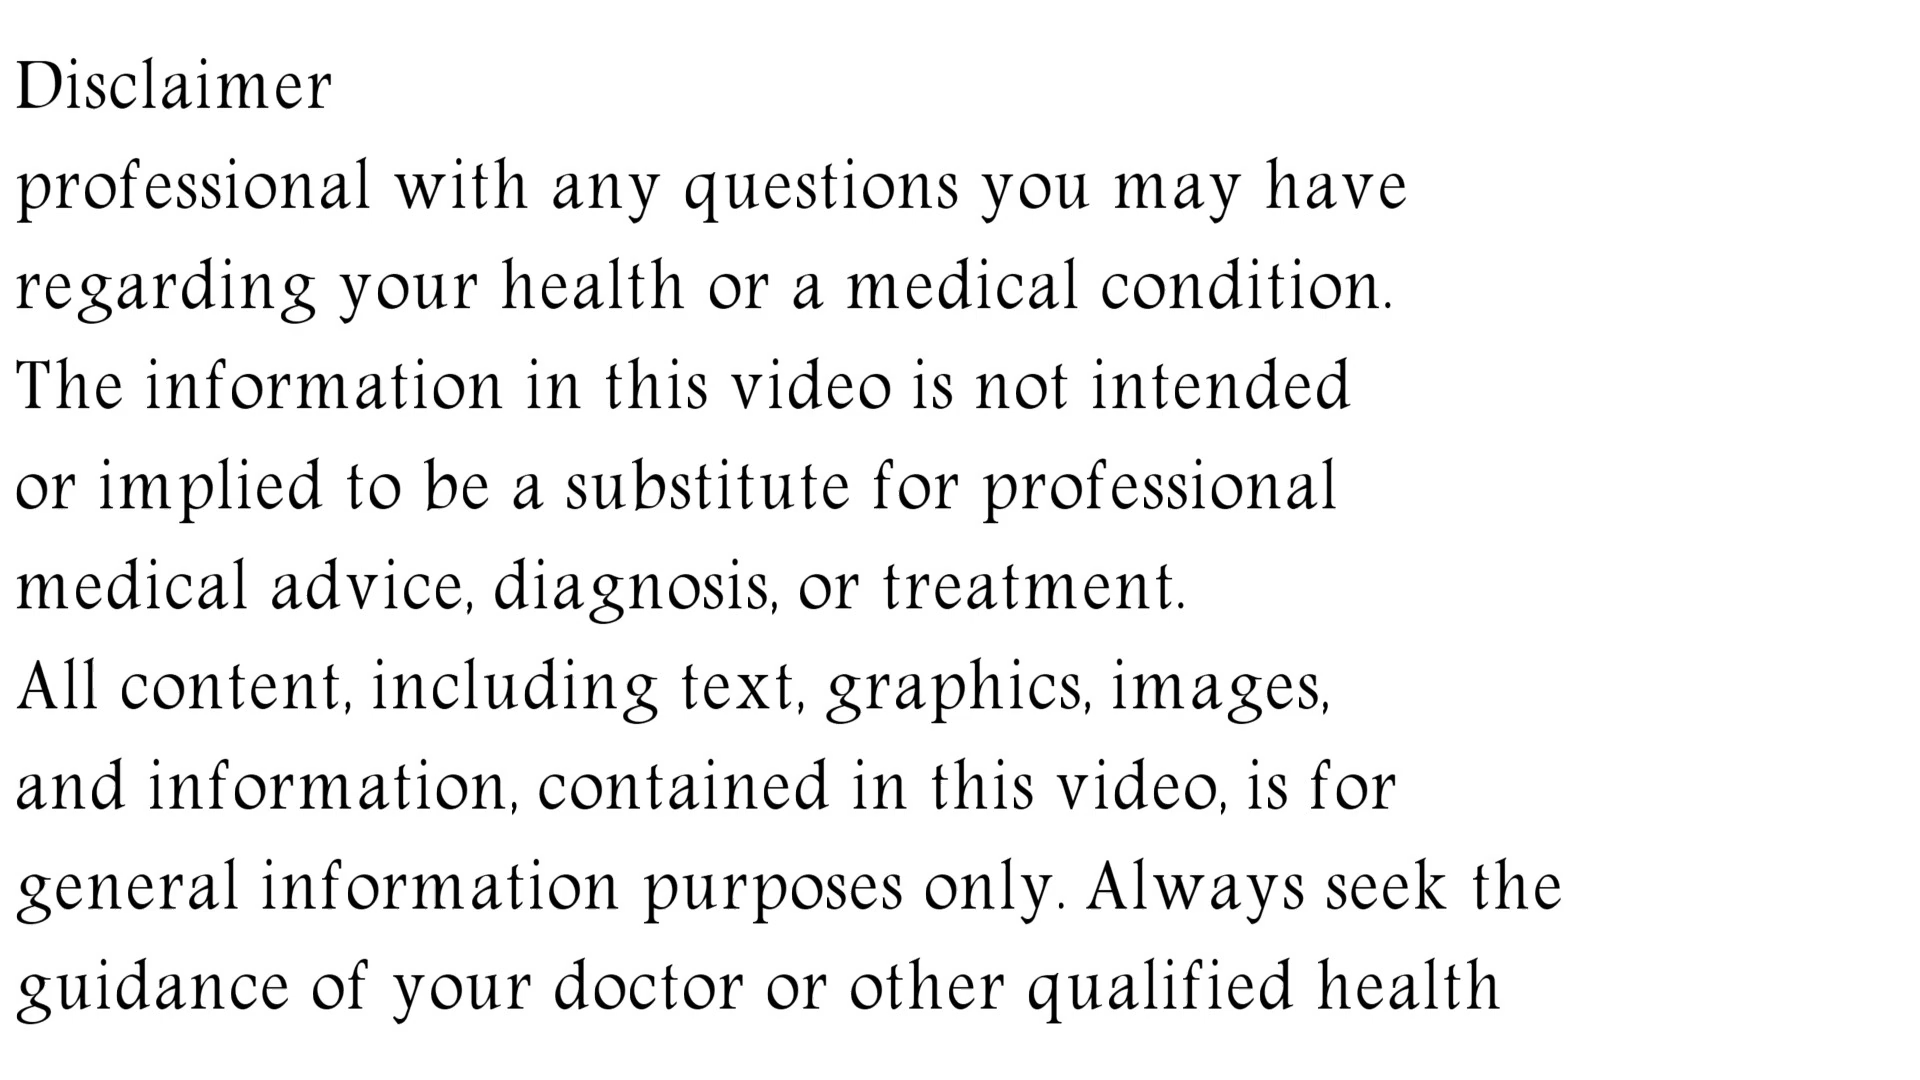 Disclaimer
professional with any questions you may have
regarding your health or a medical condition.
The information in this video is not intended
or implied to be a substitute for professional
medical advice, diagnosis, or treatment.
All content, including text, graphics, images,
and information, contained in this video, is for
general information purposes only. Always seek the
guidance of your doctor or other qualified health